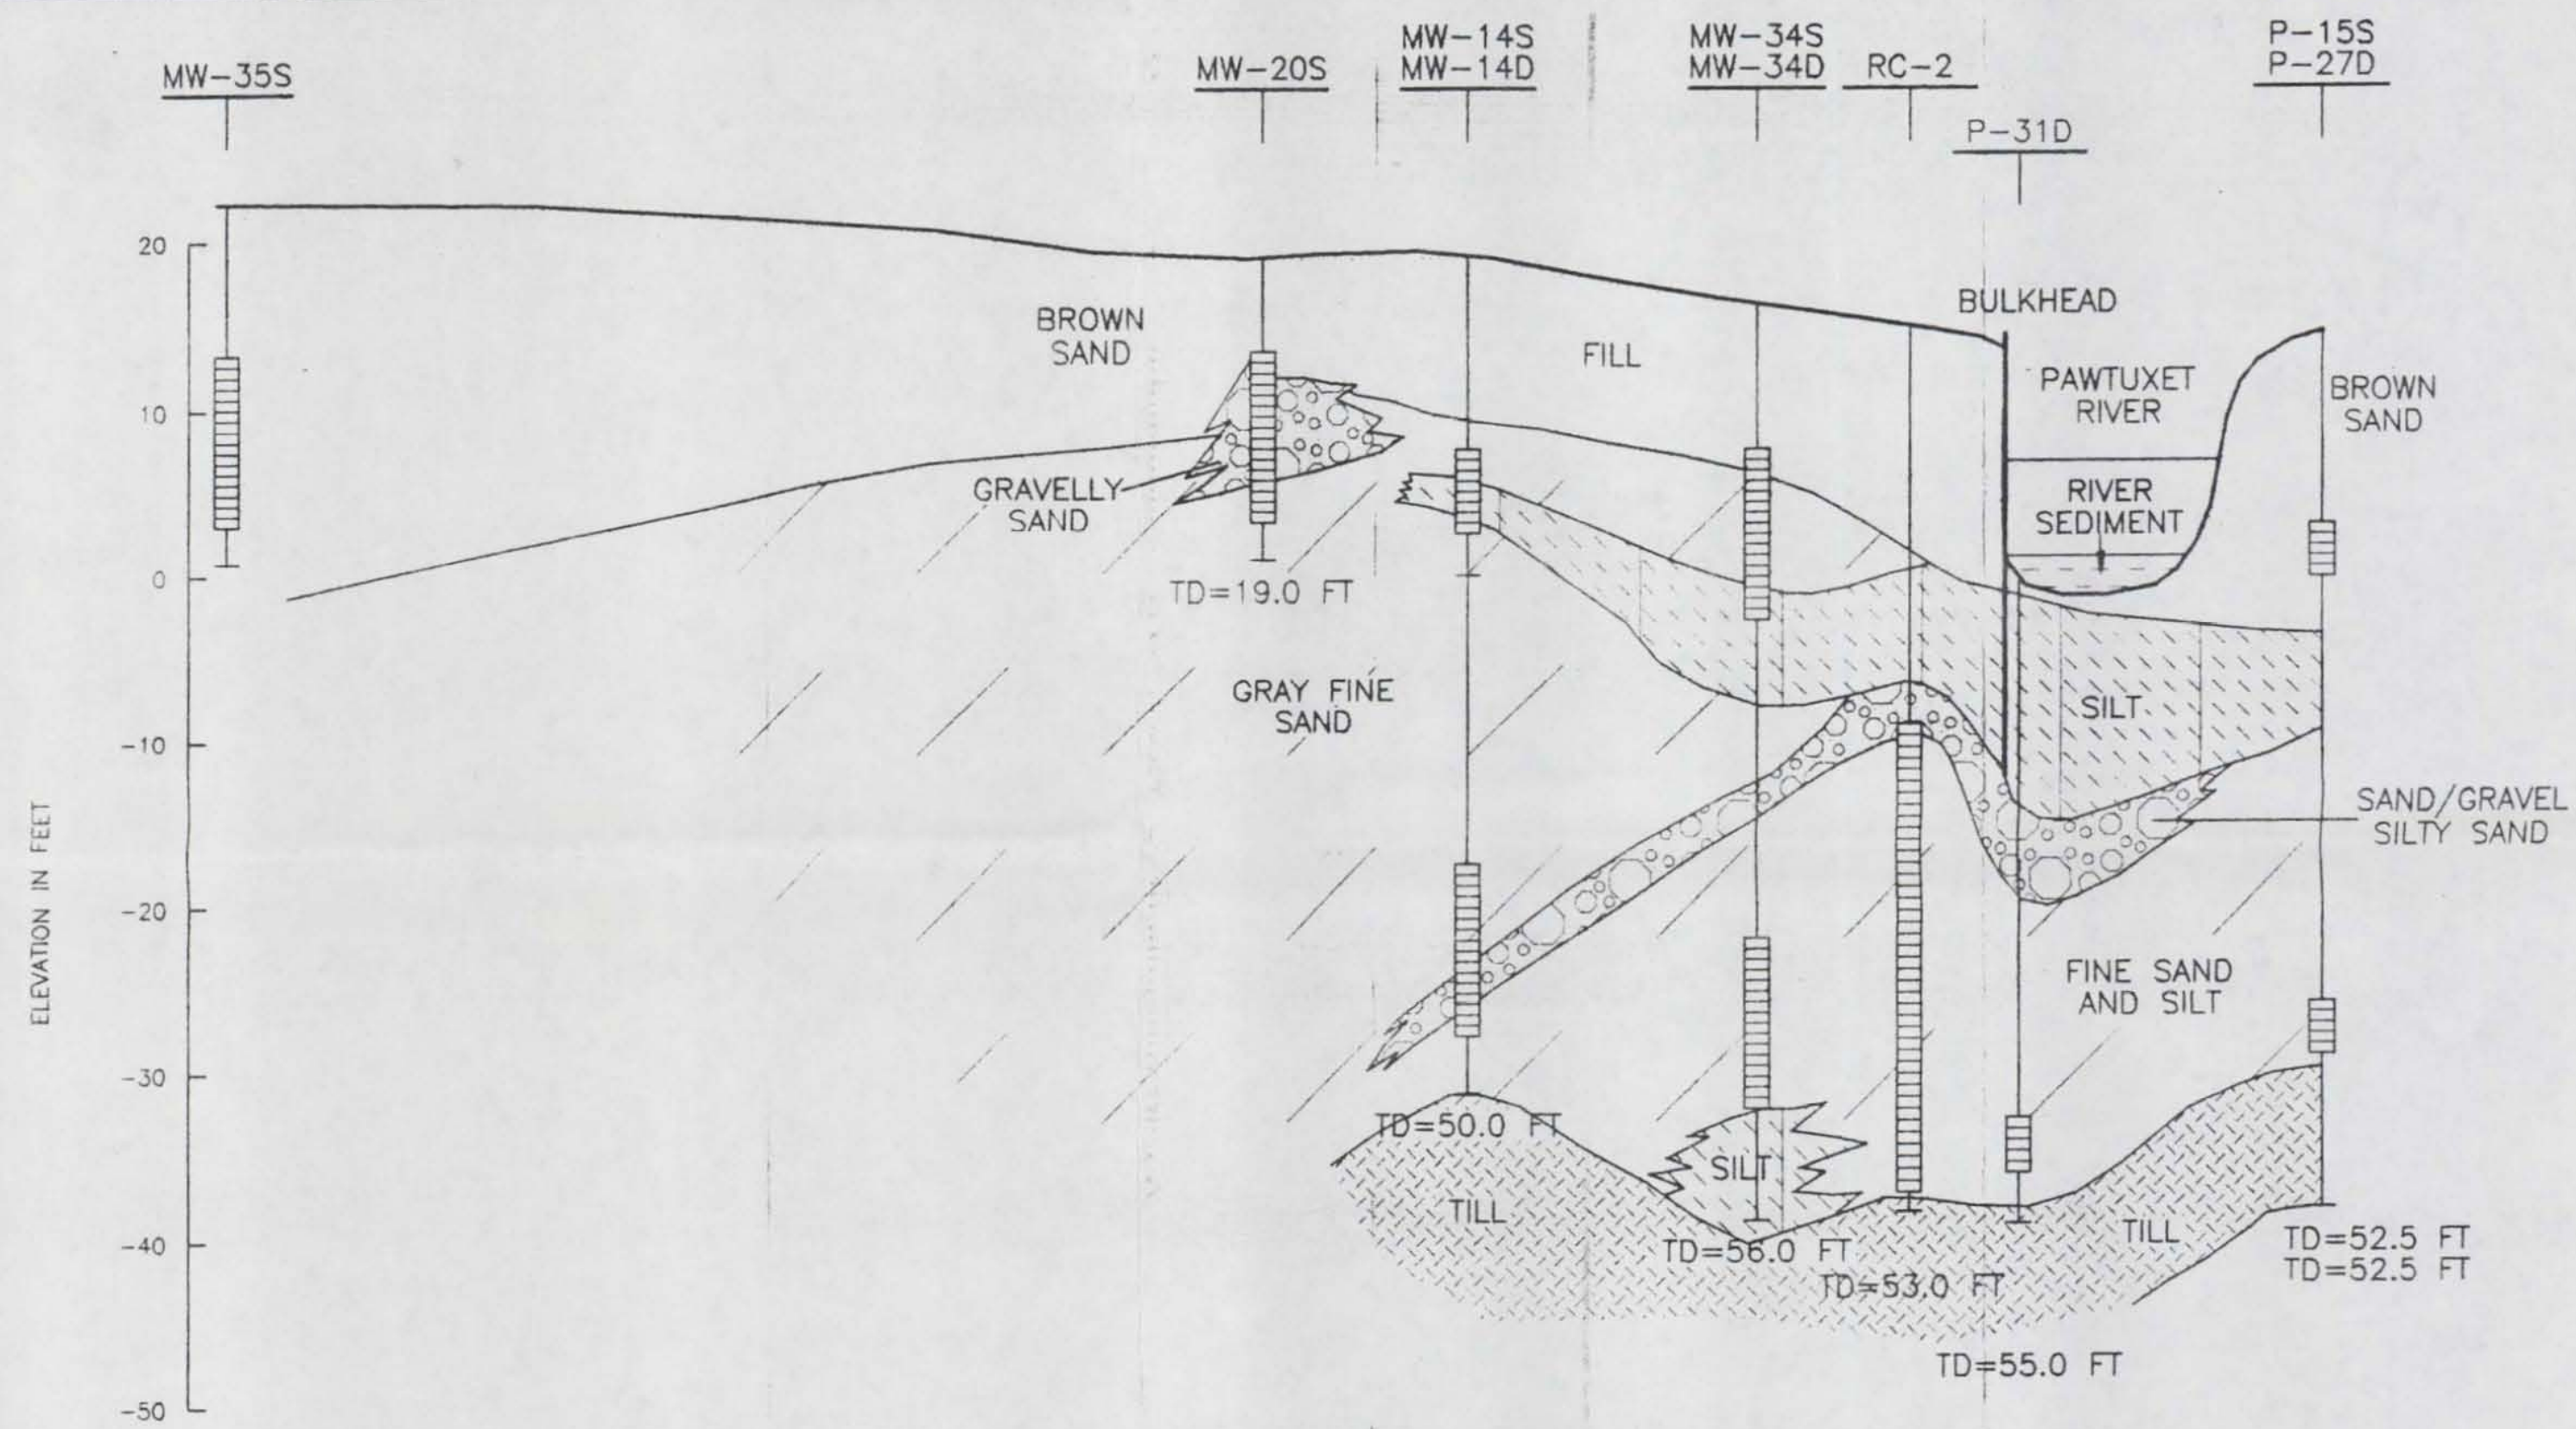 MW-35S
MW-20S
MW-14S
MW-14D
MW-34S
MW-34D
RC-2
P-31D
P-15S
P-27D
20
10
0
-10
-20
-30
-40
-50
ELEVATION IN FEET
BROWN
SAND
GRAVELLY
SAND
TD=19.0 FT
GRAY FINE
SAND
FILL
BULKHEAD
PAWTUXET
RIVER
RIVER
SEDIMENT
BROWN
SAND
SILT
SAND/GRAVEL
SILTY SAND
FINE SAND
AND SILT
TD=50.0 FT
SILT
TILL
TILL
TD=56.0 FT
TD=53.0 FT
TD=52.5 FT
TD=52.5 FT
TD=55.0 FT